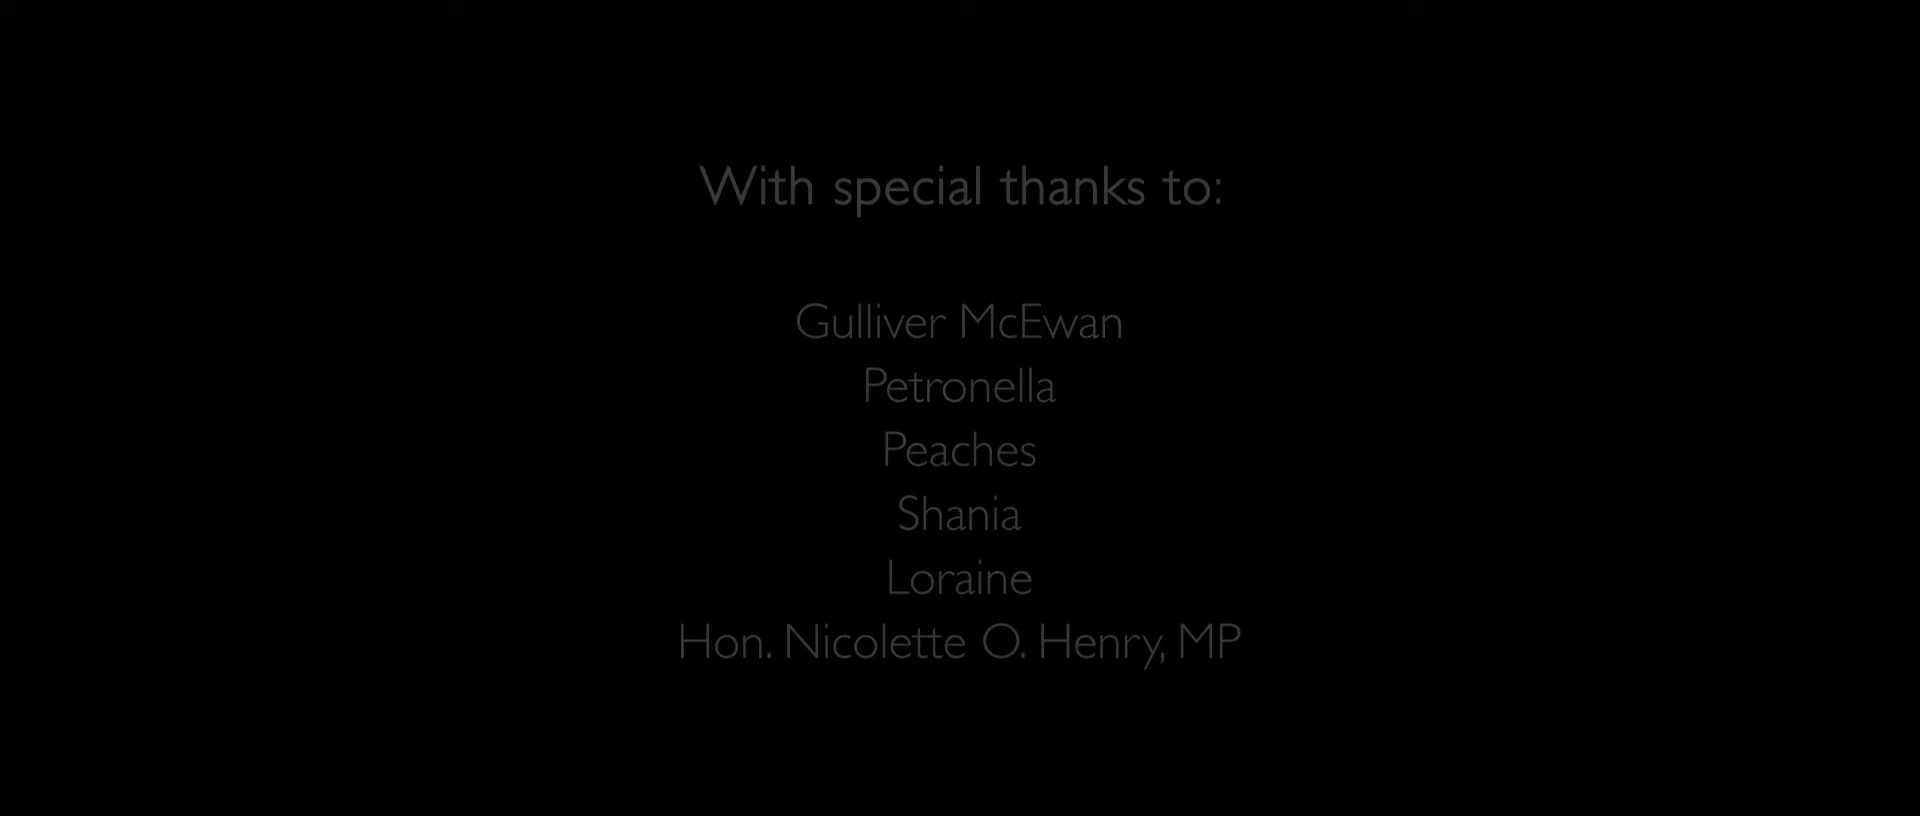 With special thanks to:
Gulliver McEwan
Petronella
Peaches
Shania
Loraine
Hon. Nicolette O. Henry, MP